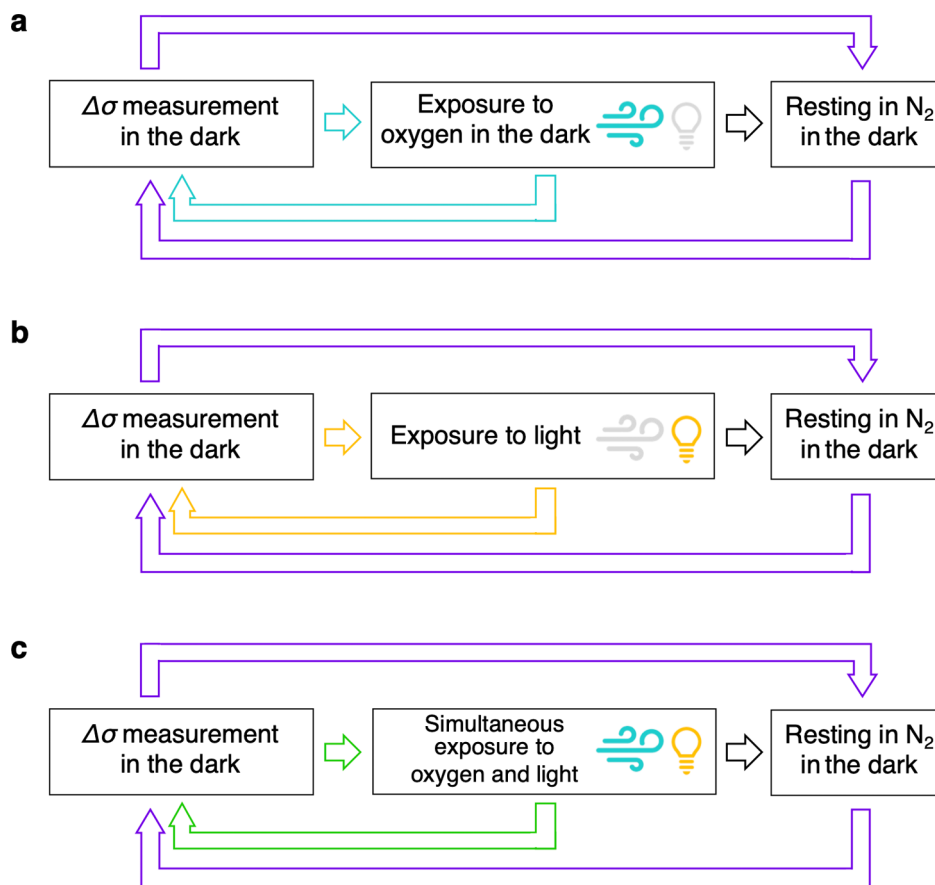 a
Δσ measurement
in the dark
Exposure to
oxygen in the dark
Resting in N₂
in the dark
b
Δσ measurement
in the dark
Exposure to light
Resting in N₂
in the dark
c
Δσ measurement
in the dark
Simultaneous
exposure to
oxygen and light
Resting in N₂
in the dark